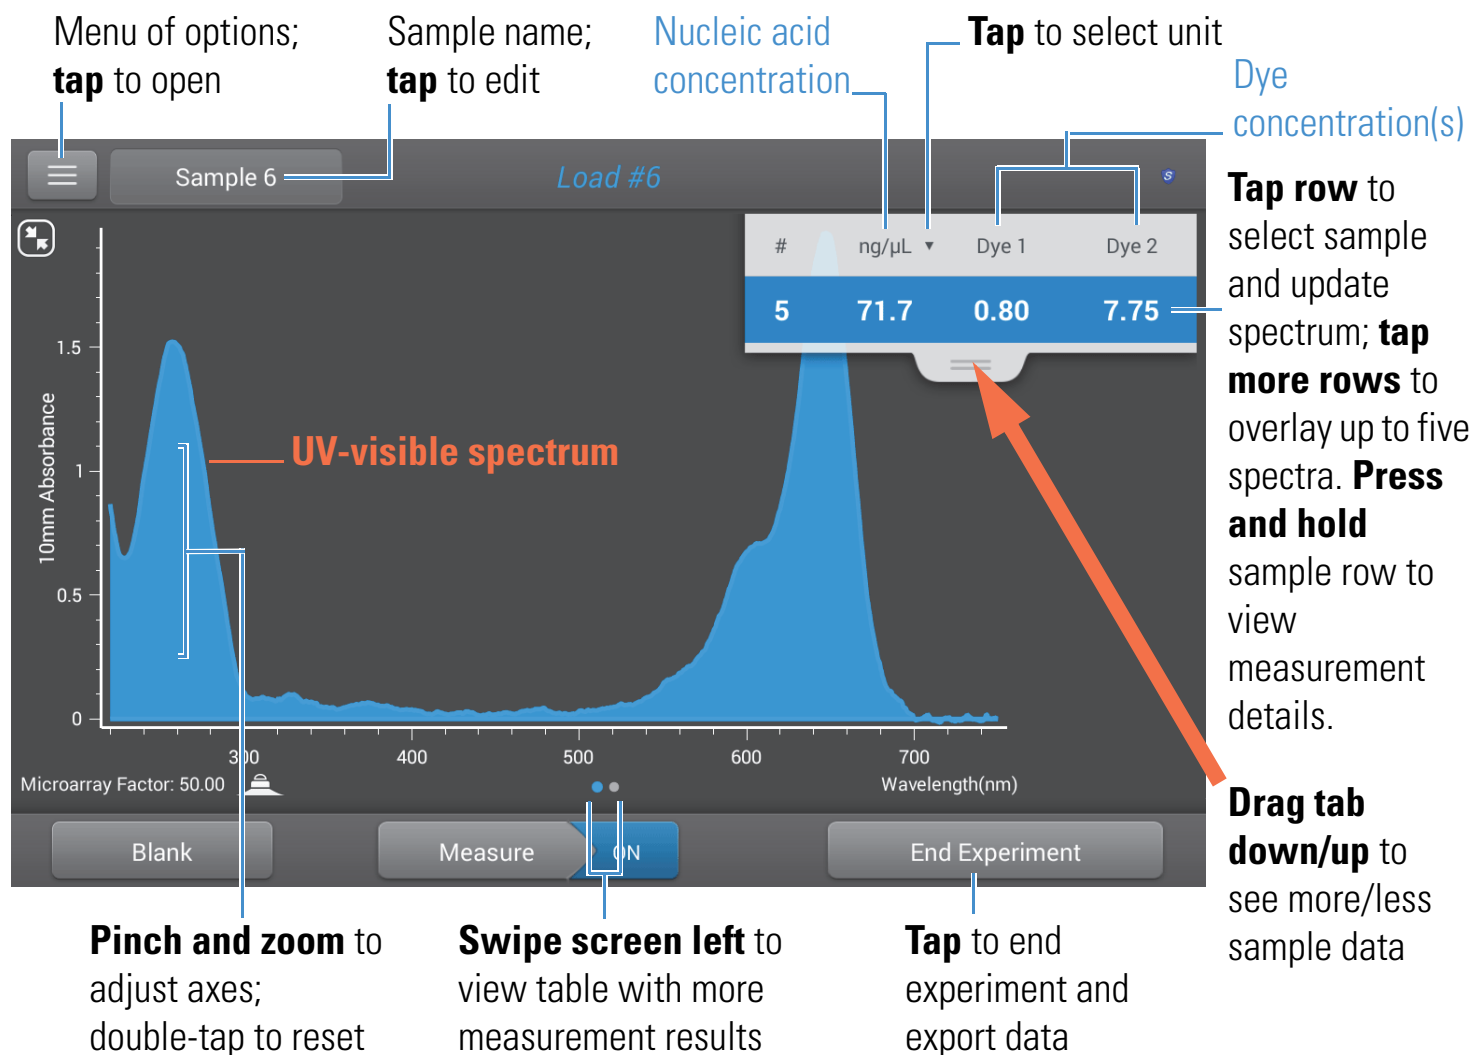 Menu of options;
tap to open
Sample name;
tap to edit
Nucleic acid
concentration
Tap to select unit
Dye
concentration(s)
Sample 6
Load #6
S
# ng/µL ▼ Dye 1 Dye 2
5 71.7 0.80 7.75
Tap row to
select sample
and update
spectrum; tap
more rows to
overlay up to five
spectra. Press
and hold
sample row to
view
measurement
details.
Drag tab
down/up to
see more/less
sample data
UV-visible spectrum
10mm Absorbance
1.5
1
0.5
0
300 400 500 600 700
Microarray Factor: 50.00
Wavelength(nm)
Blank
Measure
ON
End Experiment
Pinch and zoom to
adjust axes;
double-tap to reset
Swipe screen left to
view table with more
measurement results
Tap to end
experiment and
export data